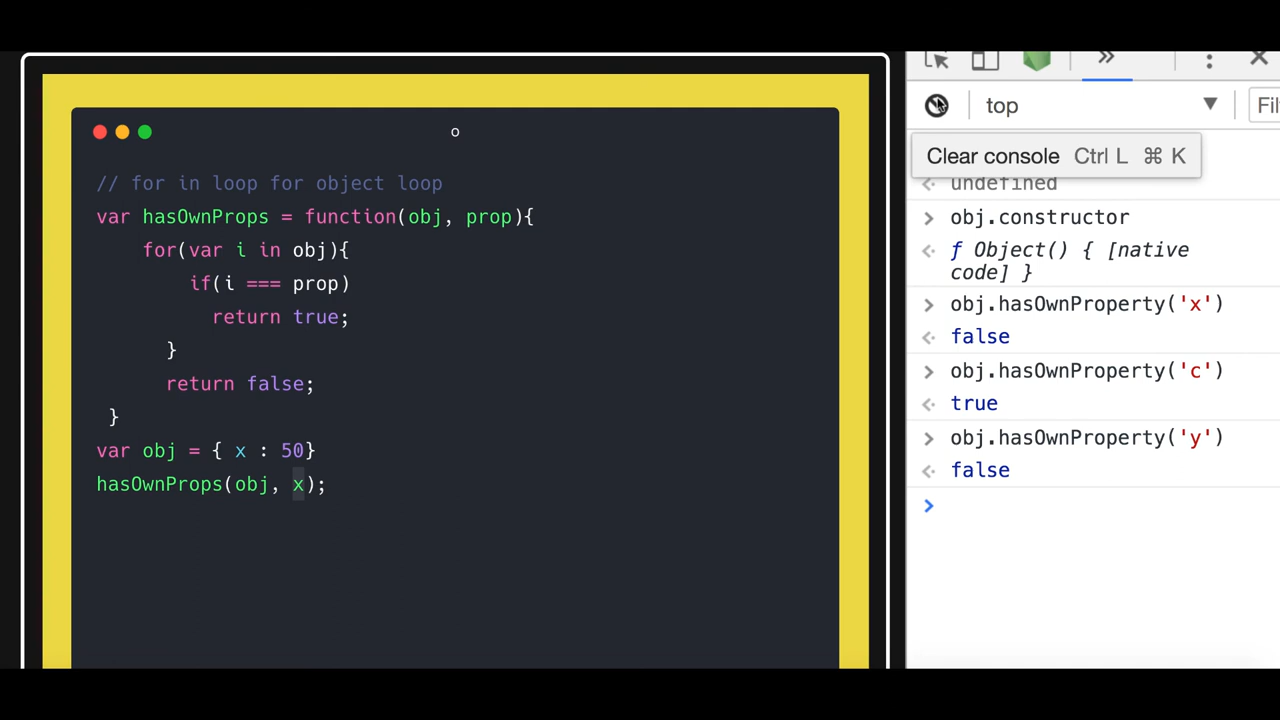 o
// for in loop for object loop
var hasOwnProps = function(obj, prop){
for(var i in obj){
if(i === prop)
return true;
}
return false;
}
var obj = { x : 50}
hasOwnProps(obj, x);
top
Fil
Clear console Ctrl L ⌘ K
undefined
obj.constructor
ƒ Object() { [native
code] }
obj.hasOwnProperty('x')
false
obj.hasOwnProperty('c')
true
obj.hasOwnProperty('y')
false